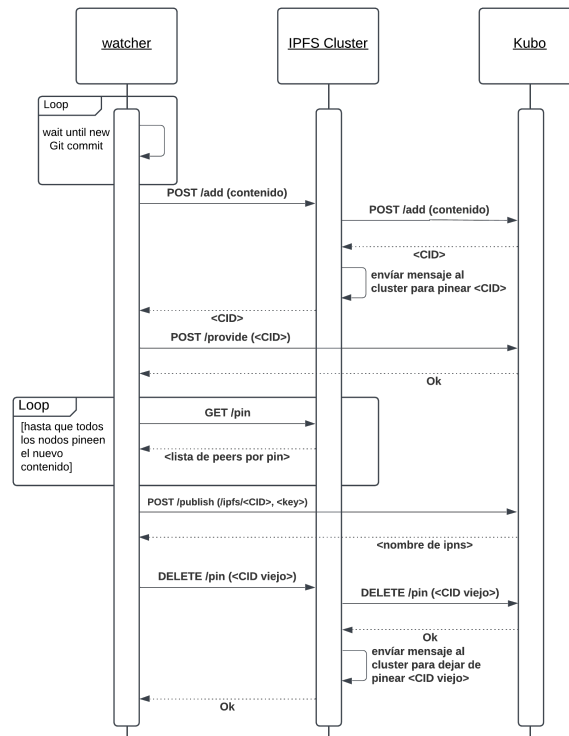 watcher
IPFS Cluster
Kubo
Loop
wait until new
Git commit
POST /add (contenido)
POST /add (contenido)
<CID>
envíar mensaje al
cluster para pinear <CID>
<CID>
POST /provide (<CID>)
Ok
Loop
[hasta que todos
los nodos pineen
el nuevo
contenido]
GET /pin
<lista de peers por pin>
POST /publish (/ipfs/<CID>, <key>)
<nombre de ipns>
DELETE /pin (<CID viejo>)
DELETE /pin (<CID viejo>)
Ok
envíar mensaje al
cluster para dejar de
pinear <CID viejo>
Ok